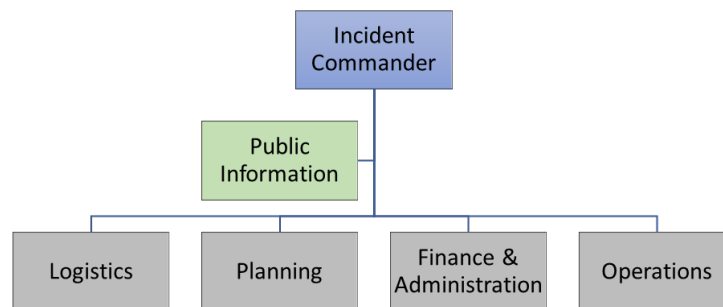 Incident
Commander
Public
Information
Logistics
Planning
Finance &
Administration
Operations